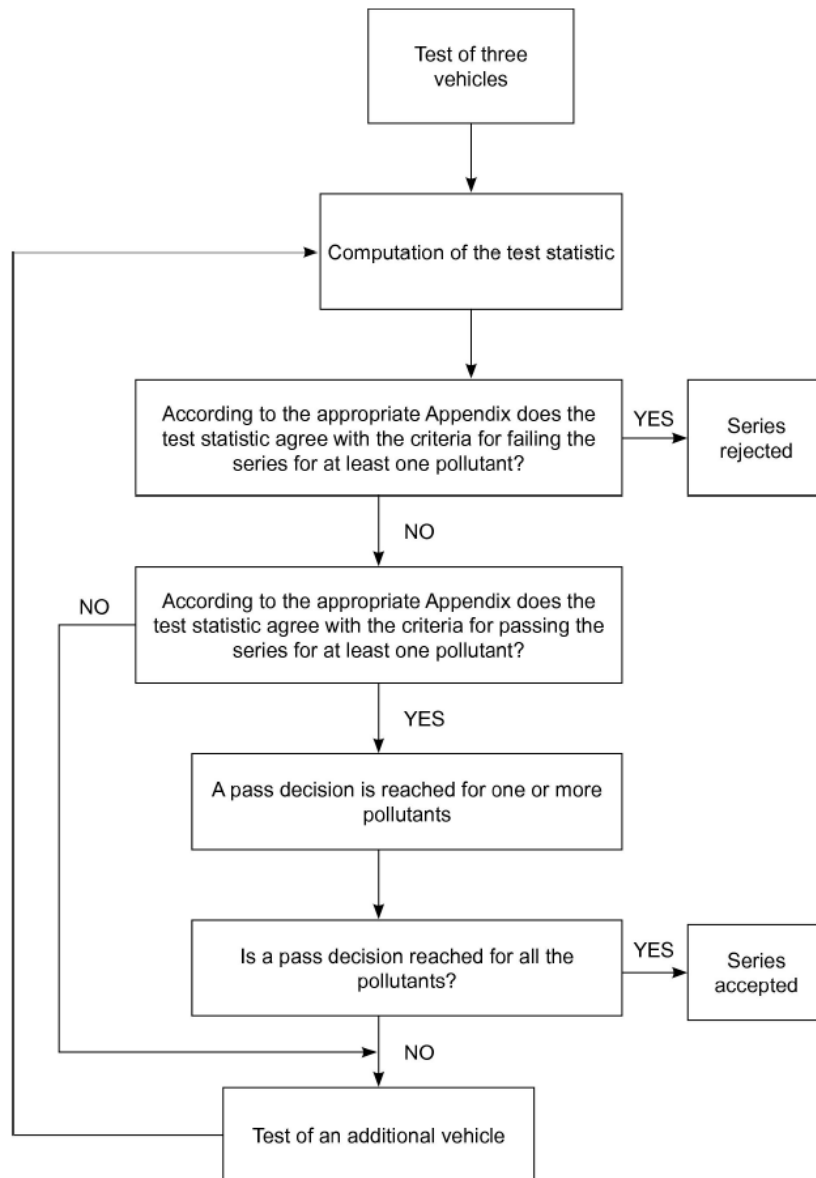 Test of three
vehicles
Computation of the test statistic
According to the appropriate Appendix does the
test statistic agree with the criteria for failing the
series for at least one pollutant?
YES
Series
rejected
NO
According to the appropriate Appendix does the
test statistic agree with the criteria for passing the
series for at least one pollutant?
NO
YES
A pass decision is reached for one or more
pollutants
Is a pass decision reached for all the
pollutants?
YES
Series
accepted
NO
Test of an additional vehicle